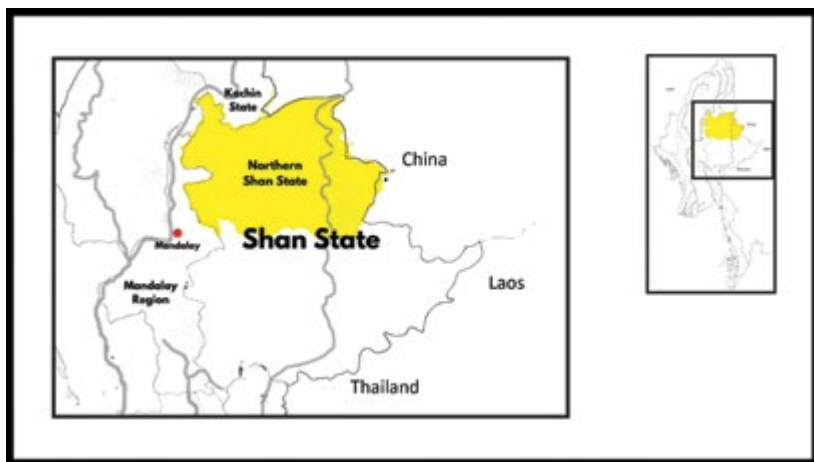 Kachin
State
Northern
Shan State
China
Mandalay
Shan State
Mandalay
Region
Laos
Thailand